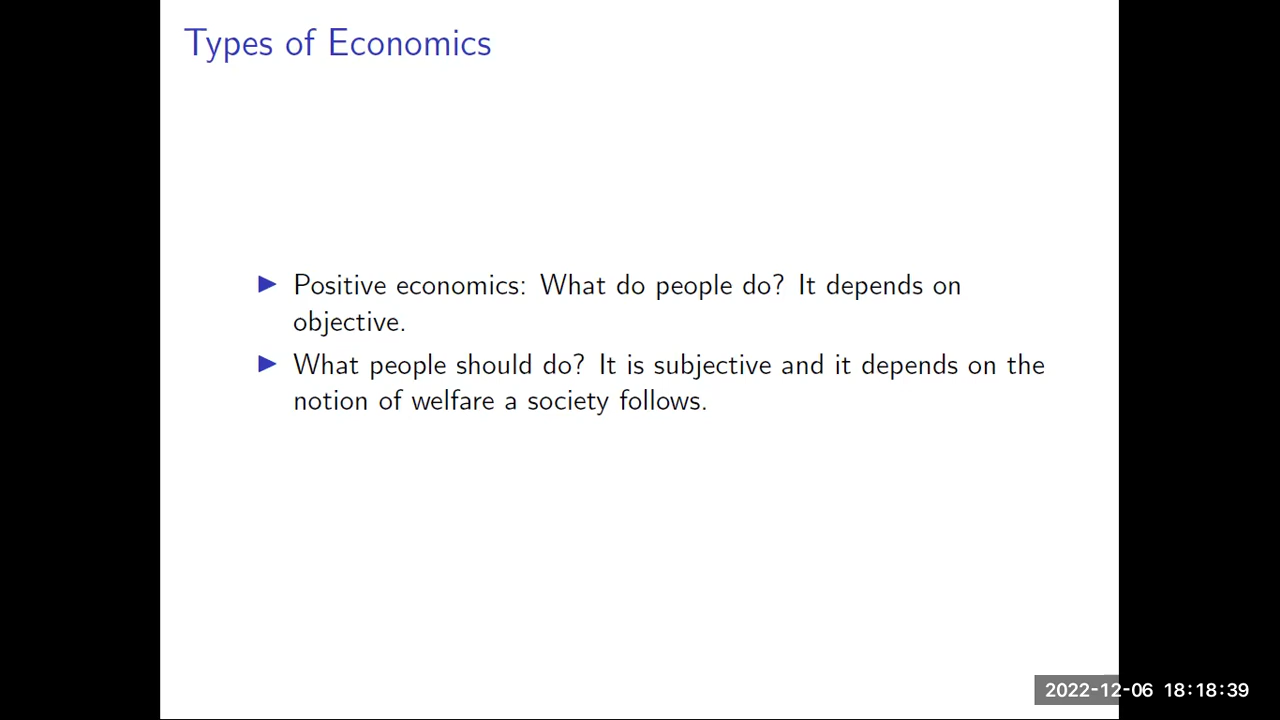 Types of Economics
Positive economics: What do people do? It depends on
objective.
What people should do? It is subjective and it depends on the
notion of welfare a society follows.
2022-12-06 18:18:39